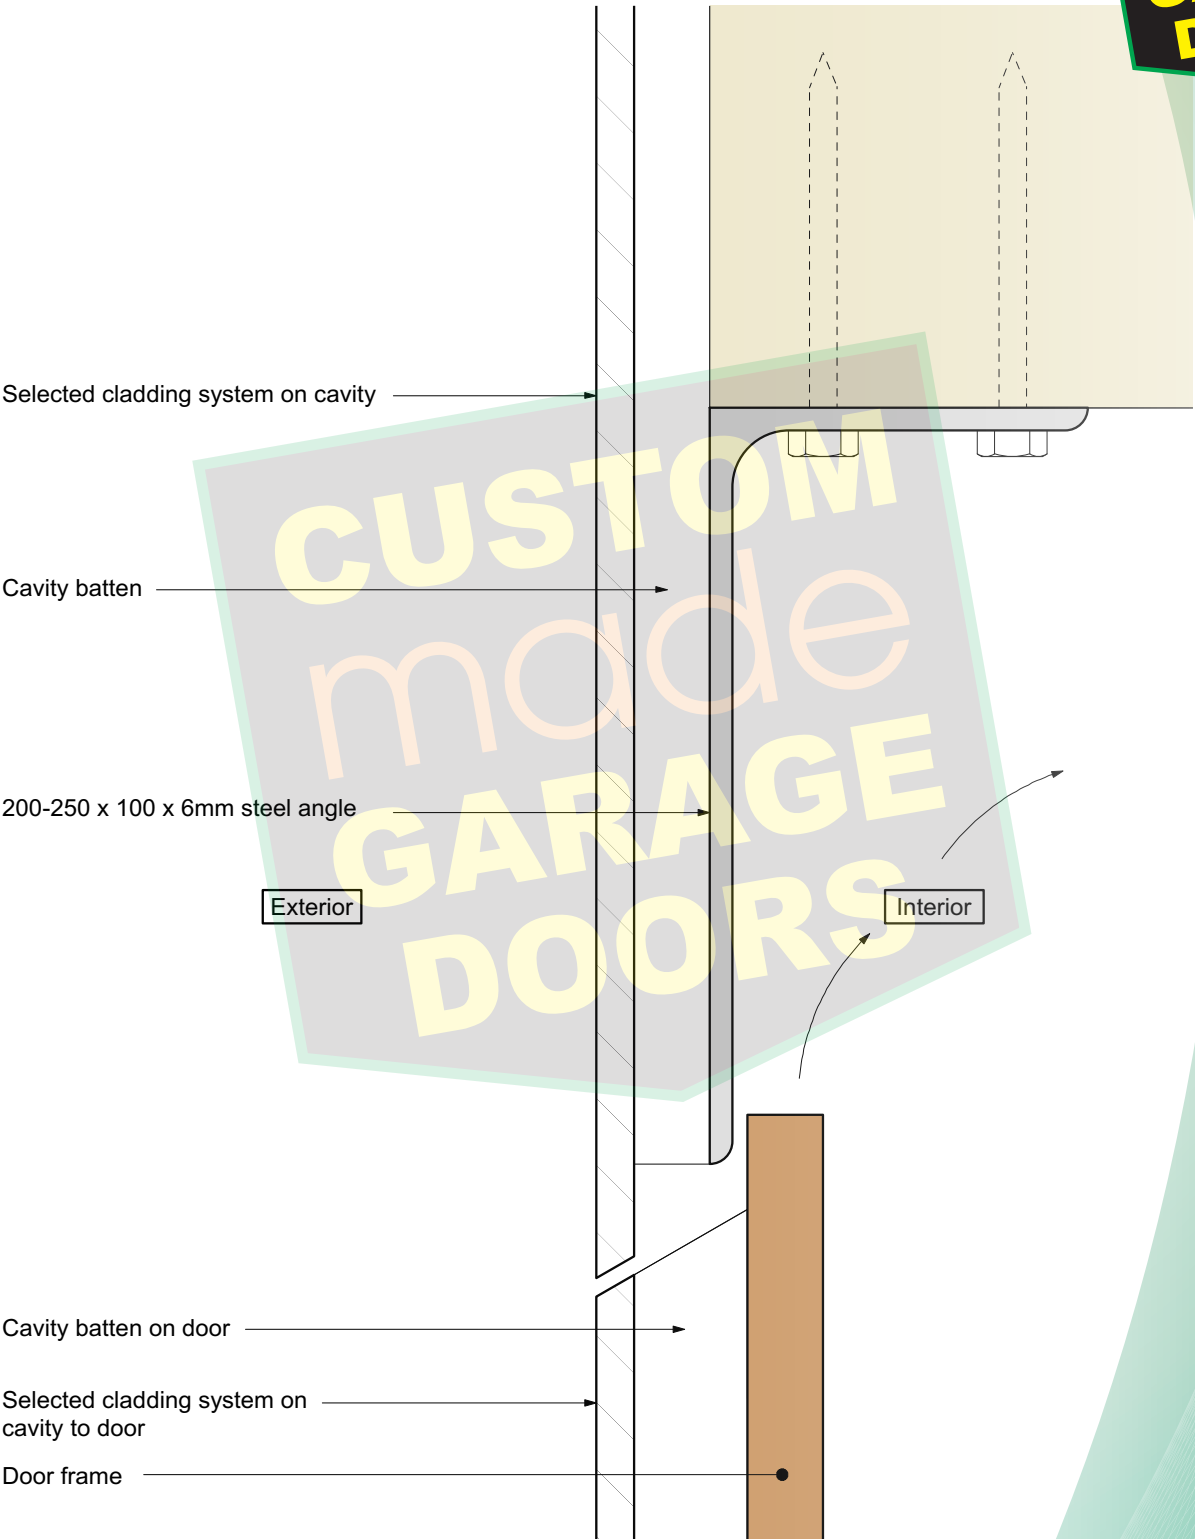 Selected cladding system on cavity
CUSTOM
Cavity batten
made
200-250 x 100 x 6mm steel angle
GARAGE
Exterior
Interior
DOORS
Cavity batten on door
Selected cladding system on
cavity to door
Door frame